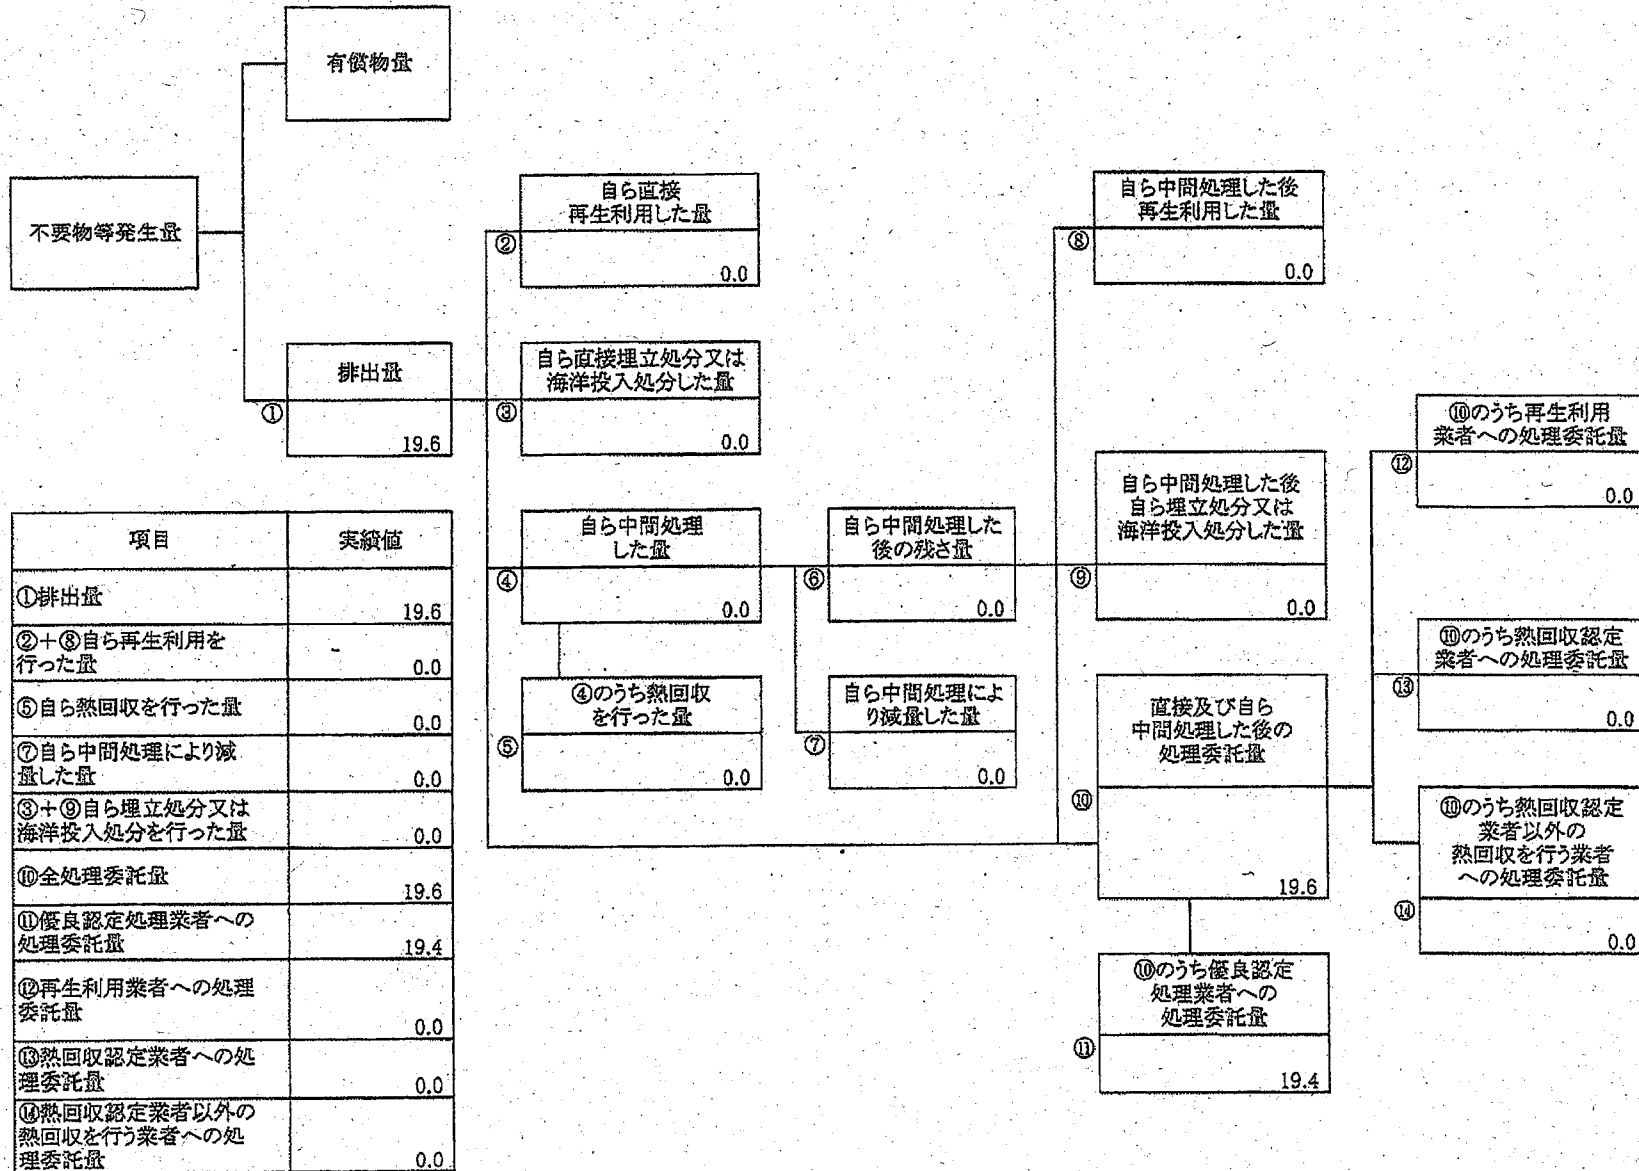 有償物量
不要物等発生量
排出量
①
19.6
自ら直接
再生利用した量
②
0.0
自ら直接埋立処分又は
海洋投入処分した量
③
0.0
自ら中間処理
した量
④
0.0
④のうち熱回収
を行った量
⑤
0.0
自ら中間処理した
後の残さ量
⑥
0.0
自ら中間処理によ
り減量した量
⑦
0.0
自ら中間処理した後
再生利用した量
⑧
0.0
自ら中間処理した後
自ら埋立処分又は
海洋投入処分した量
⑨
0.0
直接及び自ら
中間処理した後の
処理委託量
⑩
19.6
⑩のうち優良認定
処理業者への
処理委託量
⑪
19.4
⑩のうち再生利用
業者への処理委託量
⑫
0.0
⑩のうち熱回収認定
業者への処理委託量
⑬
0.0
⑩のうち熱回収認定
業者以外の
熱回収を行う業者
への処理委託量
⑭
0.0
項目 実績値
①排出量
19.6
②+⑧自ら再生利用を
行った量
0.0
⑤自ら熱回収を行った量
0.0
⑦自ら中間処理により減
量した量
0.0
③+⑨自ら埋立処分又は
海洋投入処分を行った量
0.0
⑩全処理委託量
19.6
⑪優良認定処理業者への
処理委託量
19.4
⑫再生利用業者への処理
委託量
0.0
⑬熱回収認定業者への処
理委託量
0.0
⑭熱回収認定業者以外の
熱回収を行う業者への処
理委託量
0.0